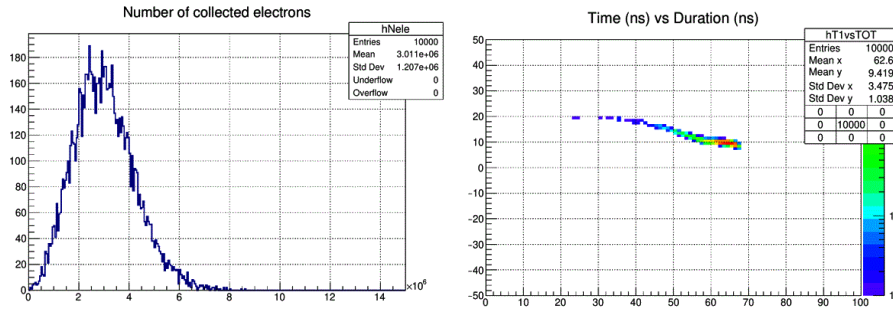 Number of collected electrons
hNele
Entries 10000
Mean 3.011e+06
Std Dev 1.207e+06
Underflow 0
Overflow 0
180
160
140
120
100
80
60
40
20
0
0 2 4 6 8 10 12 14 ×10⁶
Time (ns) vs Duration (ns)
hT1vsTOT
Entries 10000
Mean x 62.6
Mean y 9.419
Std Dev x 3.475
Std Dev y 1.038
0 0 0
0 10000 0
0 0 0
50
40
30
20
10
0
−10
−20
−30
−40
−50
0 10 20 30 40 50 60 70 80 90 100
1
1